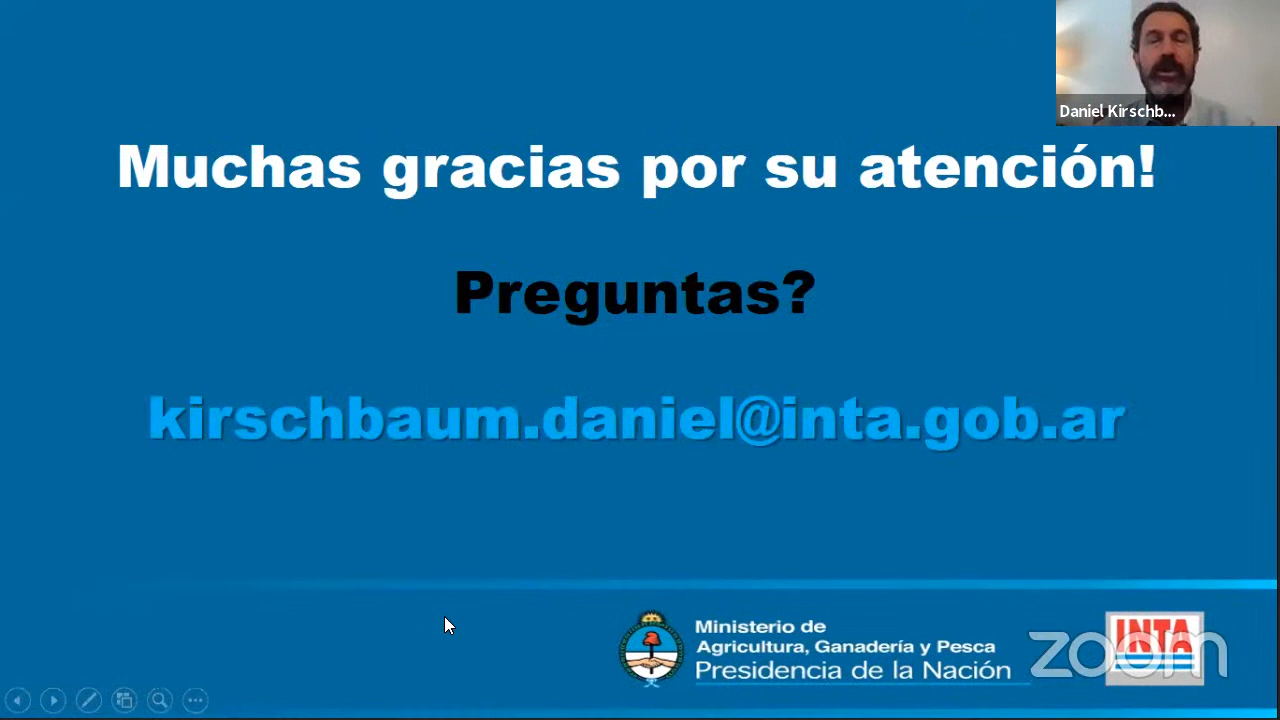 Daniel Kirschb...
Muchas gracias por su atención!
Preguntas?
kirschbaum.daniel@inta.gob.ar
Ministerio de
Agricultura, Ganadería y Pesca
Presidencia de la Nación
INTA
zoom